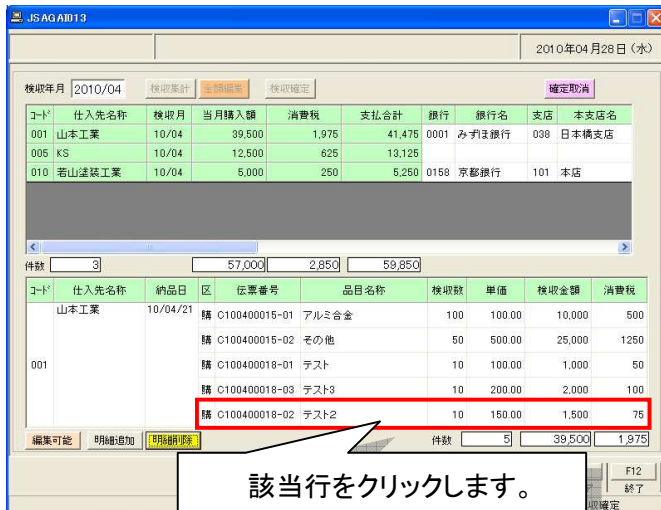 JSAGAI013
2010年04月28日(水)
検収年月 2010/04 検収集計 金額編集 検収確定 確定取消
コード 仕入先名称 検収月 当月購入額 消費税 支払合計 銀行 銀行名 支店 本支店名
001 山本工業 10/04 39,500 1,975 41,475 0001 みずほ銀行 038 日本橋支店
005 KS 10/04 12,500 625 13,125
010 若山塗装工業 10/04 5,000 250 5,250 0158 京都銀行 101 本店
件数 3 57,000 2,850 59,850
コード 仕入先名称 納品日 区 伝票番号 品目名称 検収数 単価 検収金額 消費税
山本工業 10/04/21 購 C100400015-01 アルミ合金 100 100.00 10,000 500
購 C100400015-02 その他 50 500.00 25,000 1250
001 購 C100400018-01 テスト 10 100.00 1,000 50
購 C100400018-03 テスト3 10 200.00 2,000 100
購 C100400018-02 テスト2 10 150.00 1,500 75
編集可能 明細追加 明細削除 件数 5 39,500 1,975
該当行をクリックします。
F12
終了
収確定